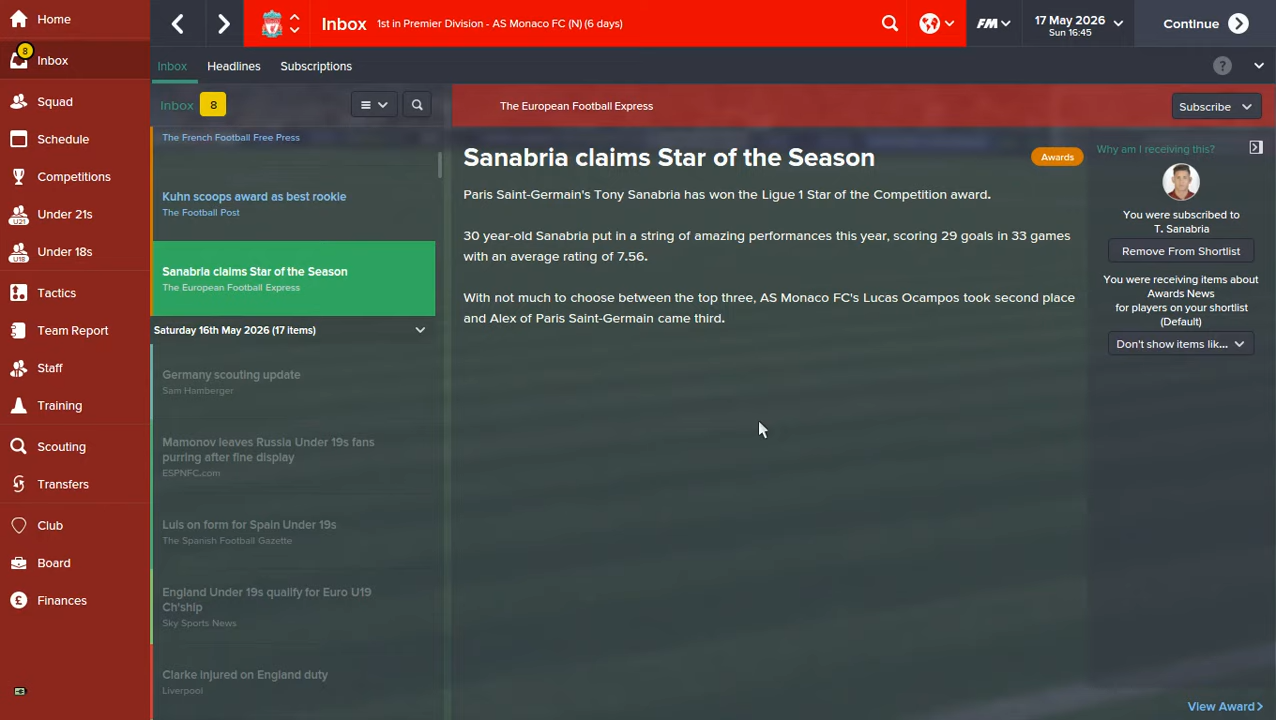 Home
8
Inbox
Squad
Schedule
Competitions
U21
Under 21s
U18
Under 18s
Tactics
Team Report
Staff
Training
Scouting
Transfers
Club
Board
Finances
Inbox
1st in Premier Division - AS Monaco FC (N) (6 days)
FM
17 May 2026
Sun 16:45
Continue
Inbox
Headlines
Subscriptions
?
Inbox
8
The French Football Free Press
Kuhn scoops award as best rookie
The Football Post
Sanabria claims Star of the Season
The European Football Express
Saturday 16th May 2026 (17 items)
Germany scouting update
Sam Hamberger
Mamonov leaves Russia Under 19s fans
purring after fine display
ESPNFC.com
Luis on form for Spain Under 19s
The Spanish Football Gazette
England Under 19s qualify for Euro U19
Ch'ship
Sky Sports News
Clarke injured on England duty
Liverpool
The European Football Express
Subscribe
Sanabria claims Star of the Season
Awards
Paris Saint-Germain's Tony Sanabria has won the Ligue 1 Star of the Competition award.
30 year-old Sanabria put in a string of amazing performances this year, scoring 29 goals in 33 games
with an average rating of 7.56.
With not much to choose between the top three, AS Monaco FC's Lucas Ocampos took second place
and Alex of Paris Saint-Germain came third.
Why am I receiving this?
You were subscribed to
T. Sanabria
Remove From Shortlist
You were receiving items about
Awards News
for players on your shortlist
(Default)
Don't show items lik...
View Award>